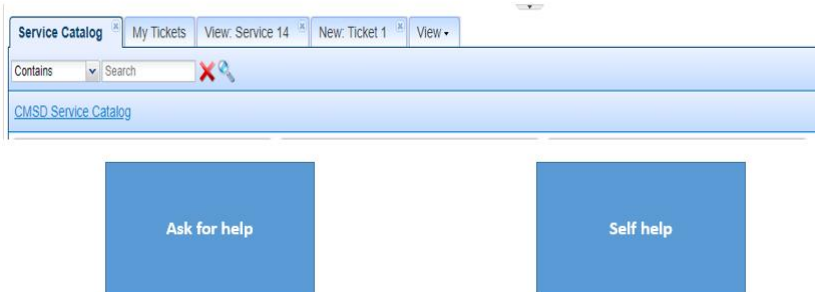 Service Catalog My Tickets View: Service 14 New: Ticket 1 View
Contains Search
CMSD Service Catalog
Ask for help Self help